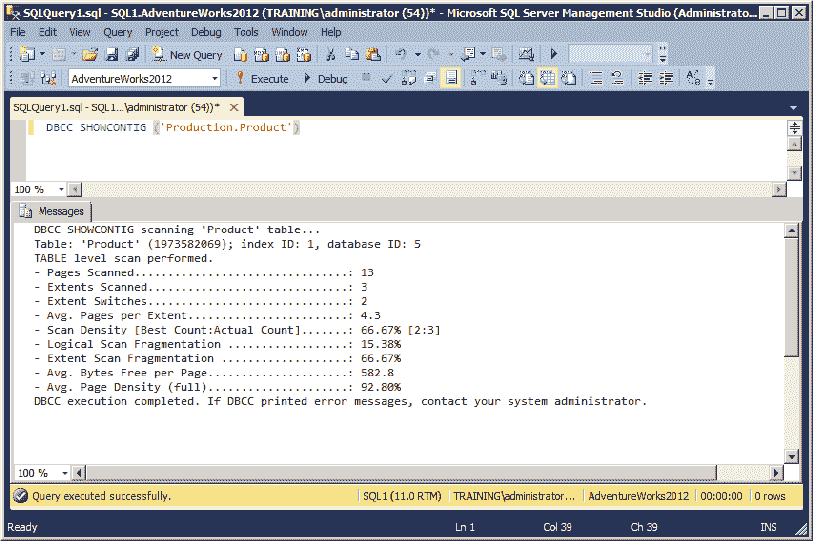 SQLQuery1.sql - SQL1.AdventureWorks2012 (TRAINING\administrator (54))* - Microsoft SQL Server Management Studio (Administrato...
File Edit View Query Project Debug Tools Window Help
New Query
AdventureWorks2012 Execute Debug
SQLQuery1.sql - SQL1...\administrator (54))*
DBCC SHOWCONTIG ('Production.Product')
100 %
Messages
DBCC SHOWCONTIG scanning 'Product' table...
Table: 'Product' (1973582069); index ID: 1, database ID: 5
TABLE level scan performed.
- Pages Scanned................................: 13
- Extents Scanned..............................: 3
- Extent Switches..............................: 2
- Avg. Pages per Extent........................: 4.3
- Scan Density [Best Count:Actual Count].......: 66.67% [2:3]
- Logical Scan Fragmentation ..................: 15.38%
- Extent Scan Fragmentation ...................: 66.67%
- Avg. Bytes Free per Page.....................: 582.8
- Avg. Page Density (full).....................: 92.80%
DBCC execution completed. If DBCC printed error messages, contact your system administrator.
100 %
Query executed successfully. SQL1 (11.0 RTM) TRAINING\administrator... AdventureWorks2012 00:00:00 0 rows
Ready Ln 1 Col 39 Ch 39 INS